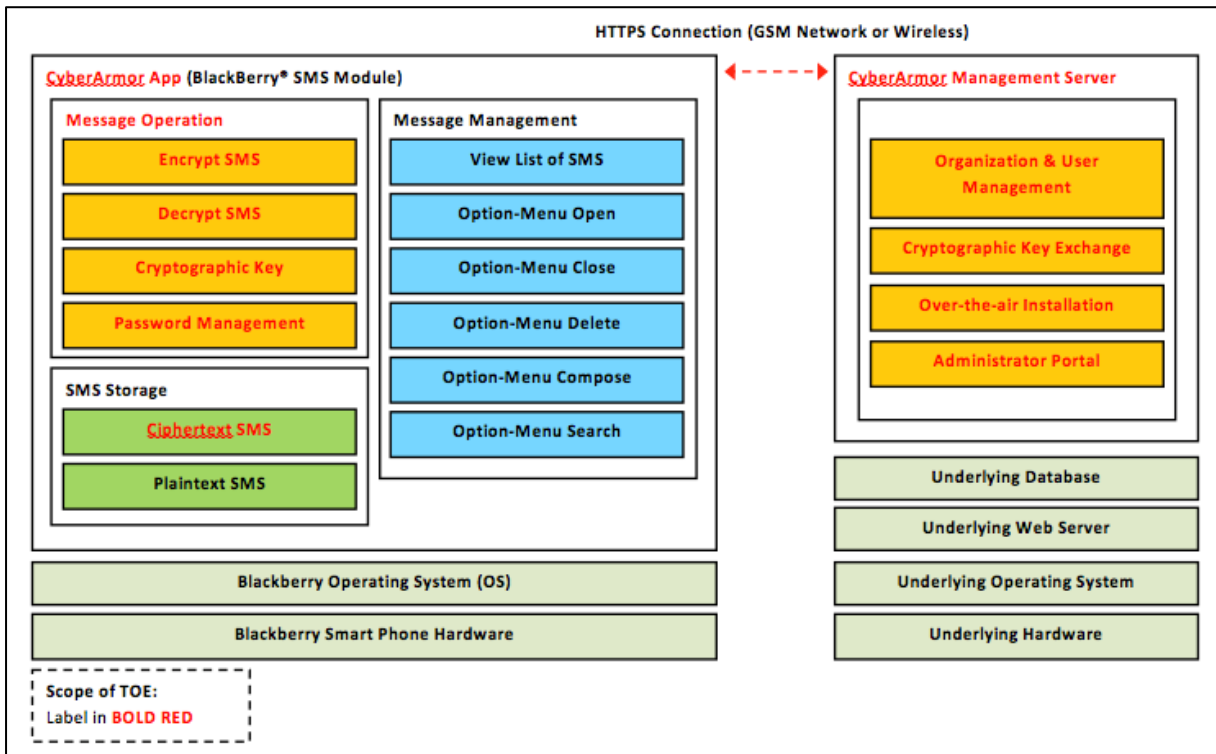 HTTPS Connection (GSM Network or Wireless)
CyberArmor App (BlackBerry® SMS Module)
Message Operation
Encrypt SMS
Decrypt SMS
Cryptographic Key
Password Management
SMS Storage
Ciphertext SMS
Plaintext SMS
Message Management
View List of SMS
Option-Menu Open
Option-Menu Close
Option-Menu Delete
Option-Menu Compose
Option-Menu Search
Blackberry Operating System (OS)
Blackberry Smart Phone Hardware
CyberArmor Management Server
Organization & User
Management
Cryptographic Key Exchange
Over-the-air Installation
Administrator Portal
Underlying Database
Underlying Web Server
Underlying Operating System
Underlying Hardware
Scope of TOE:
Label in BOLD RED